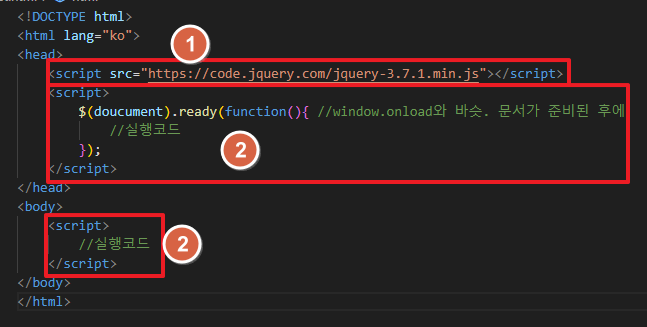 <!DOCTYPE html>
<html lang="ko">
1
<head>
<script src="https://code.jquery.com/jquery-3.7.1.min.js"></script>
<script>
$(doucument).ready(function(){ //window.onload와 바슷. 문서가 준비된 후에
//실행코드
2
});
</script>
</head>
<body>
<script>
//실행코드
2
</script>
</body>
</html>